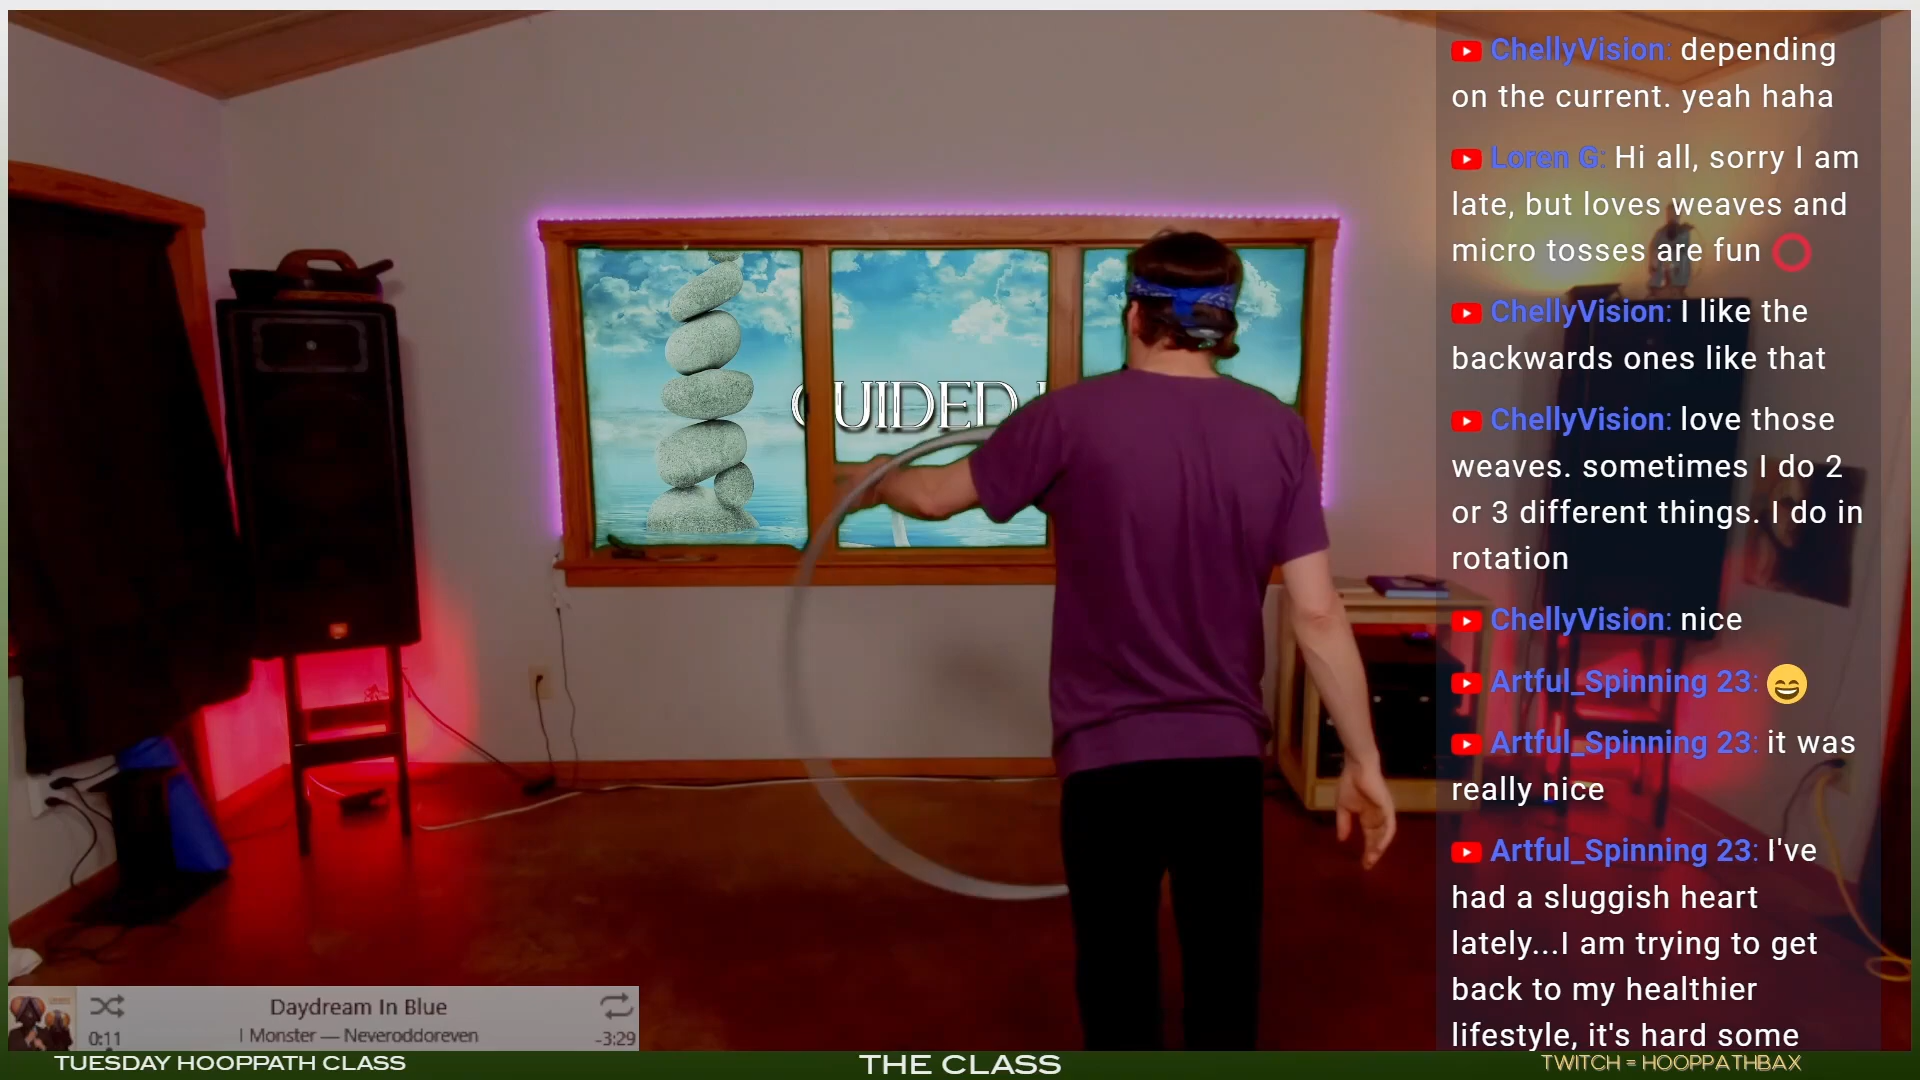 ChellyVision: depending
on the current. yeah haha
Loren G: Hi all, sorry I am
late, but loves weaves and
micro tosses are fun ⭕
ChellyVision: I like the
backwards ones like that
ChellyVision: love those
weaves. sometimes I do 2
or 3 different things. I do in
rotation
ChellyVision: nice
Artful_Spinning 23: 😄
Artful_Spinning 23: it was
really nice
Artful_Spinning 23: I've
had a sluggish heart
lately...I am trying to get
back to my healthier
lifestyle, it's hard some
GUIDED
Daydream In Blue
0:11
I Monster — Neveroddoreven
-3:29
TUESDAY HOOPPATH CLASS
THE CLASS
TWITCH = HOOPPATHBAX